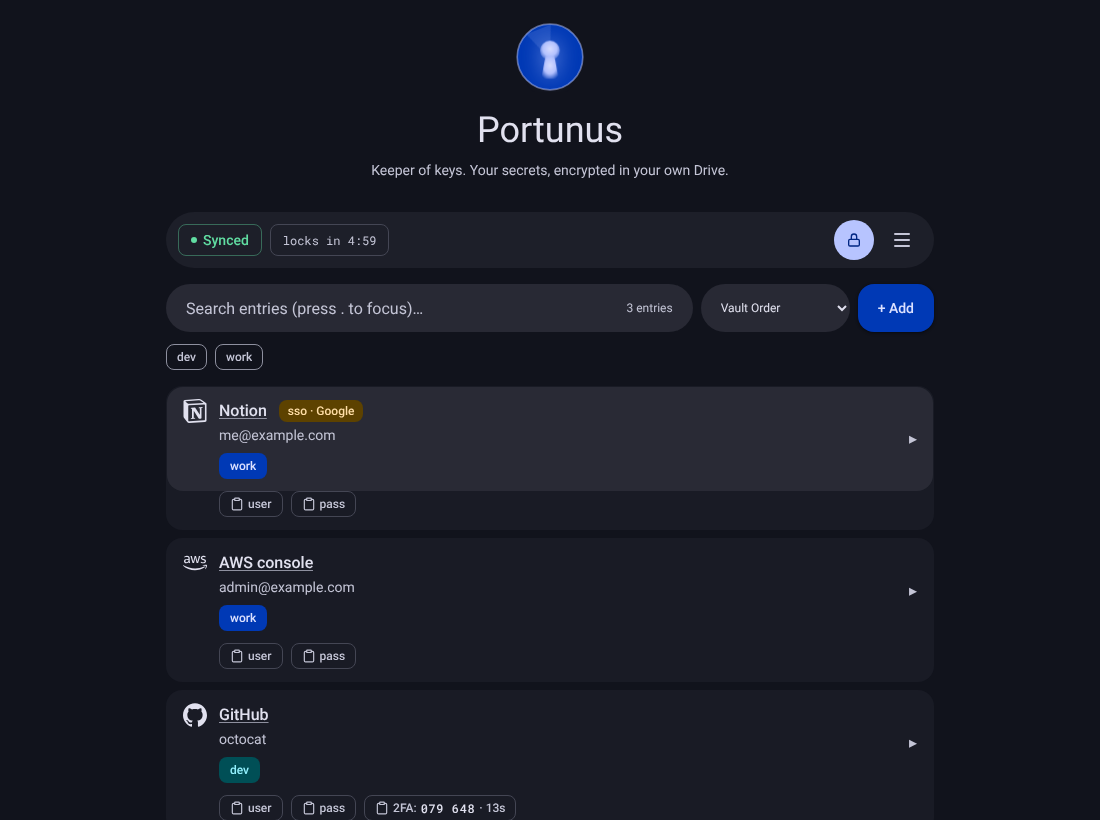 Portunus
Keeper of keys. Your secrets, encrypted in your own Drive.
Synced locks in 4:59
Search entries (press . to focus)... 3 entries Vault Order + Add
dev work
Notion sso · Google
me@example.com
work
user pass
aws AWS console
admin@example.com
work
user pass
GitHub
octocat
dev
user pass 2FA: 079 648 · 13s